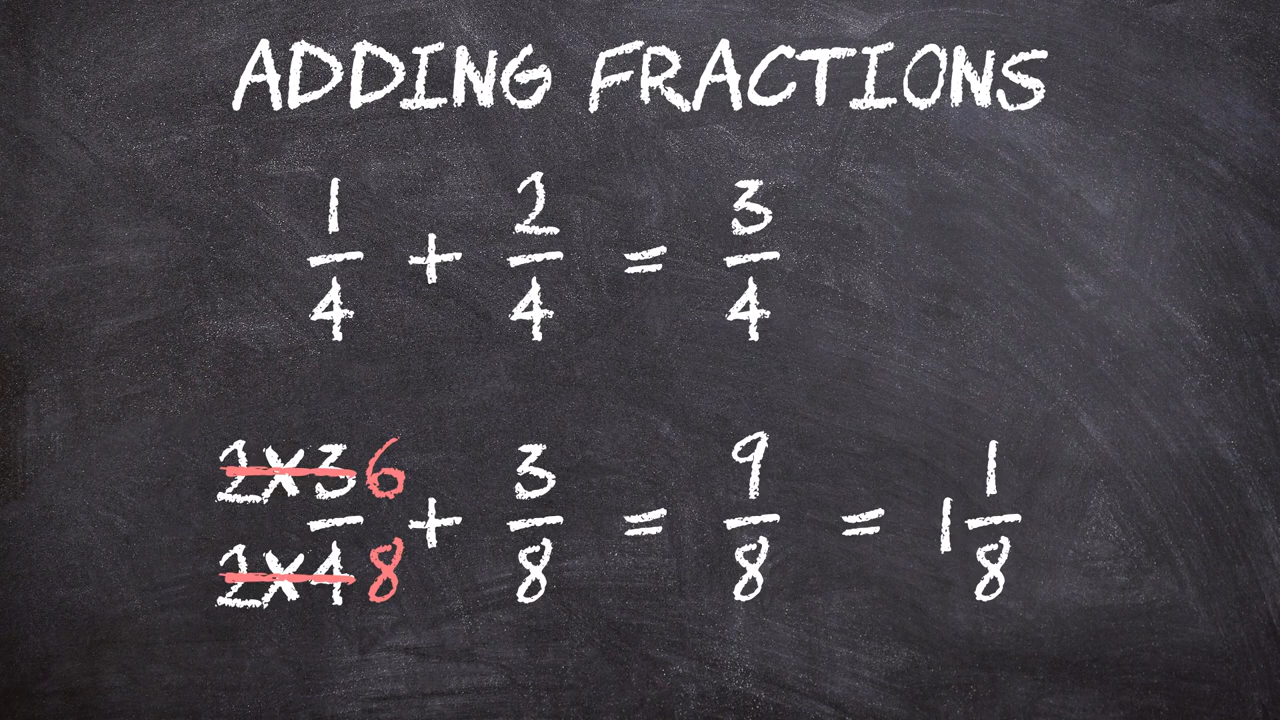 ADDING FRACTIONS
1/4 + 2/4 = 3/4
2x3 6/2x4 8 + 3/8 = 9/8 = 1 1/8